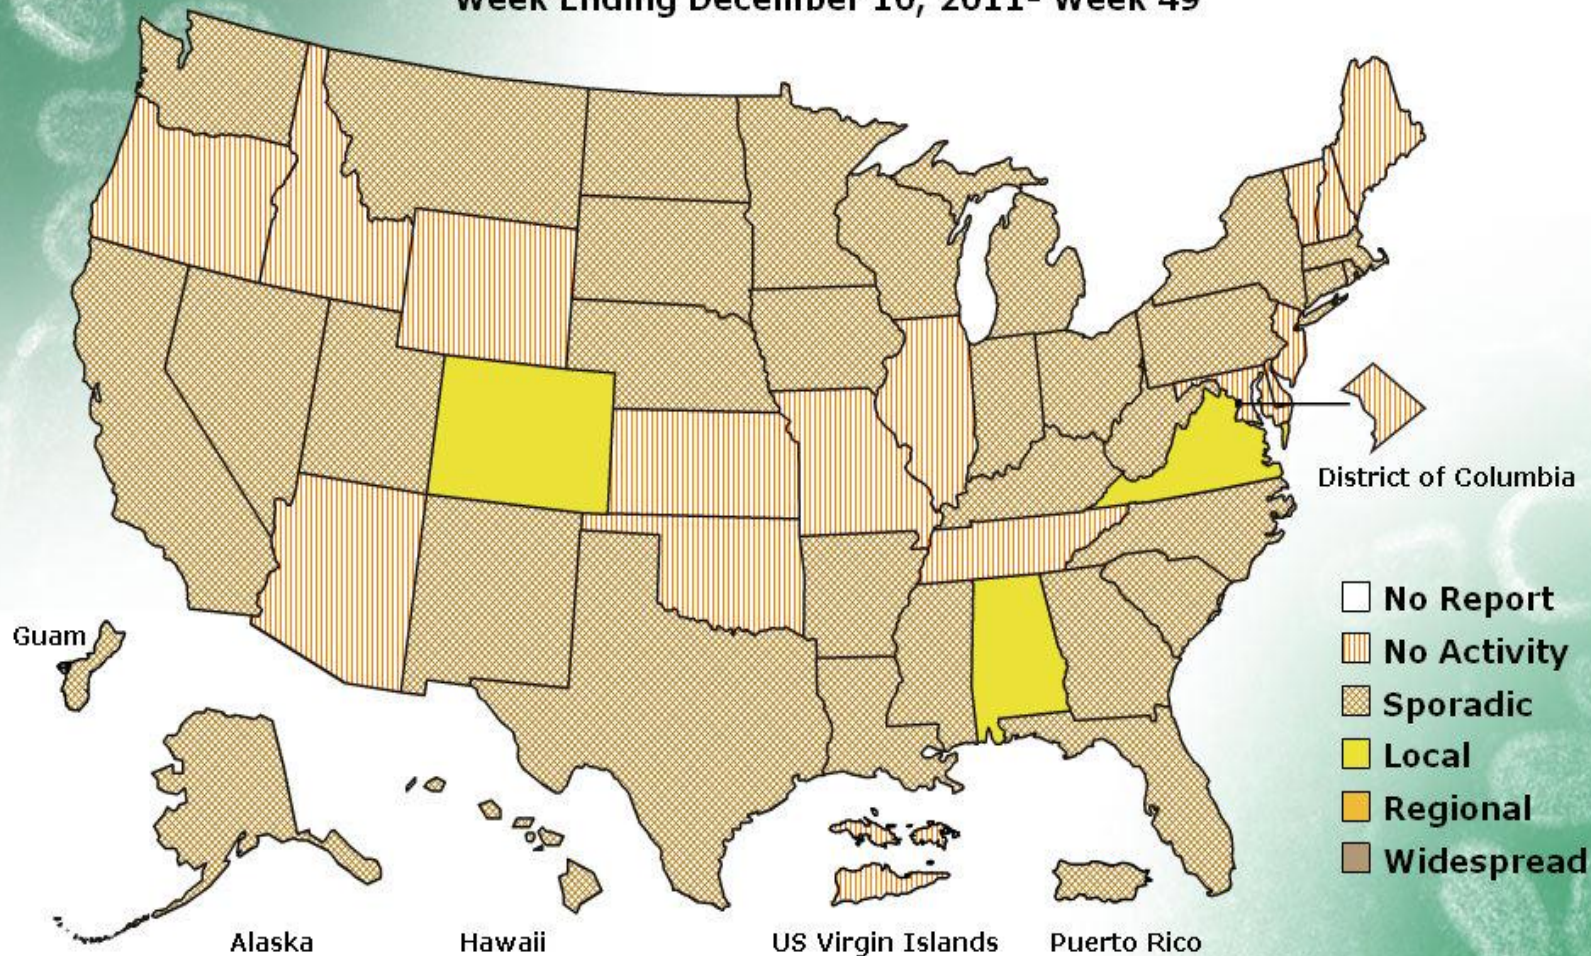 Week Ending December 10, 2011- Week 49
District of Columbia
No Report
No Activity
Sporadic
Local
Regional
Widespread
Guam
Alaska
Hawaii
US Virgin Islands
Puerto Rico